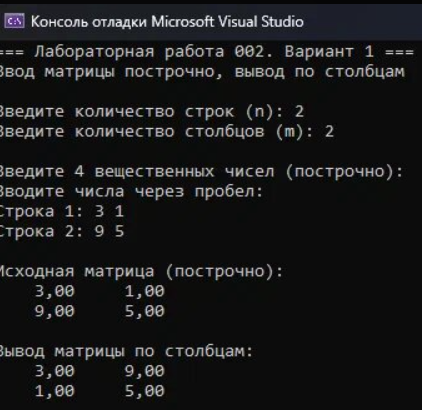 Консоль отладки Microsoft Visual Studio
=== Лабораторная работа 002. Вариант 1 ===
Ввод матрицы построчно, вывод по столбцам
Введите количество строк (n): 2
Введите количество столбцов (m): 2
Введите 4 вещественных чисел (построчно):
Вводите числа через пробел:
Строка 1: 3 1
Строка 2: 9 5
Исходная матрица (построчно):
3,00 1,00
9,00 5,00
Вывод матрицы по столбцам:
3,00 9,00
1,00 5,00